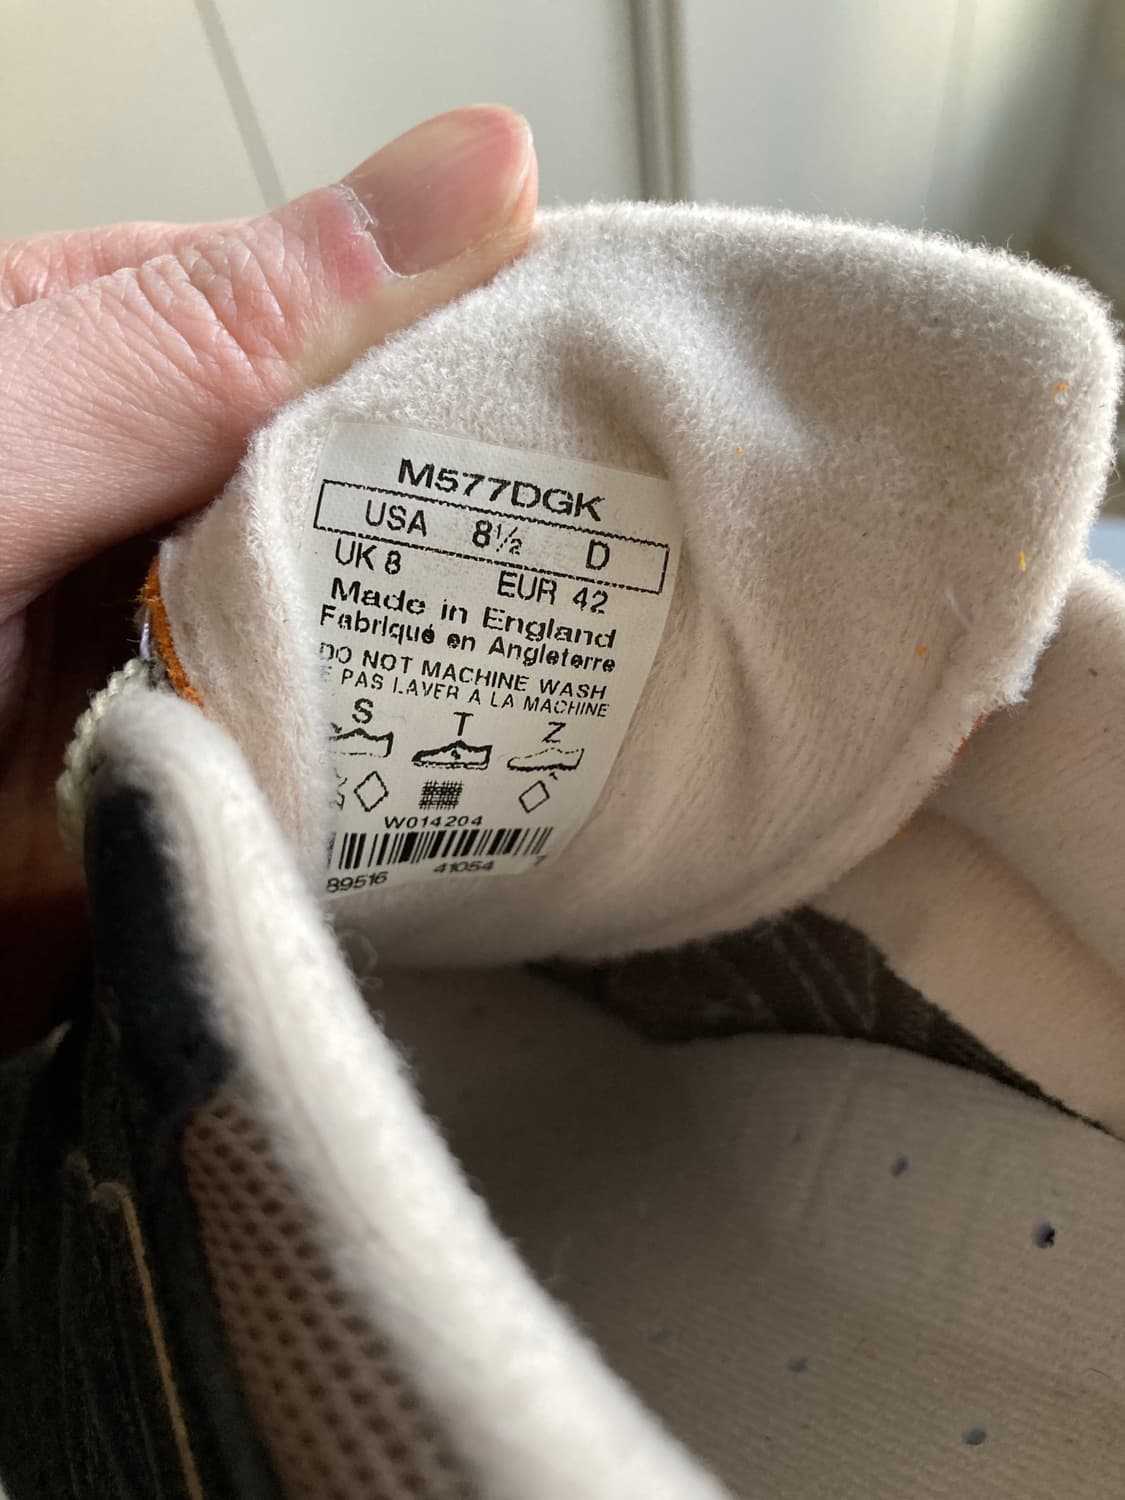 M577DGK
USA 8½ D
UK 8 EUR 42
Made in England
Fabriqué en Angleterre
DO NOT MACHINE WASH
PAS LAVER A LA MACHINE
S T Z
W014204
89516 41054 7